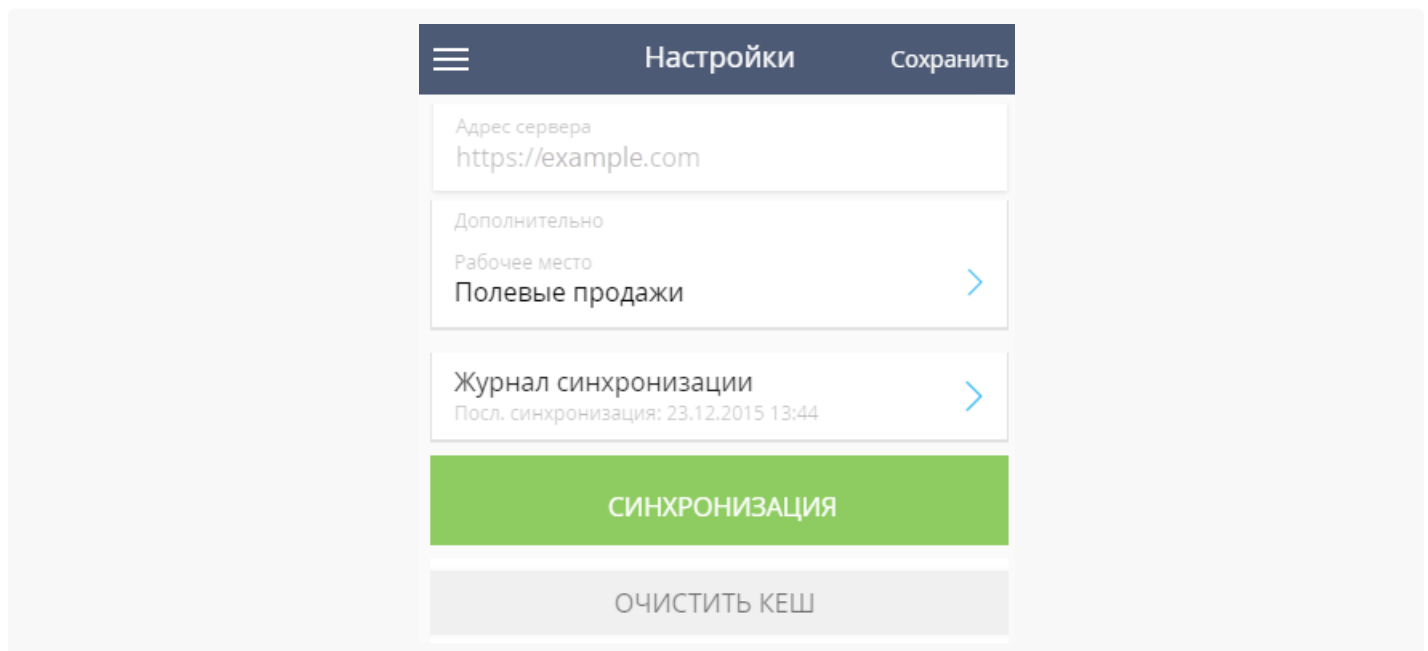 Настройки
Сохранить
Адрес сервера
https://example.com
Дополнительно
Рабочее место
Полевые продажи
Журнал синхронизации
Посл. синхронизация: 23.12.2015 13:44
СИНХРОНИЗАЦИЯ
ОЧИСТИТЬ КЕШ